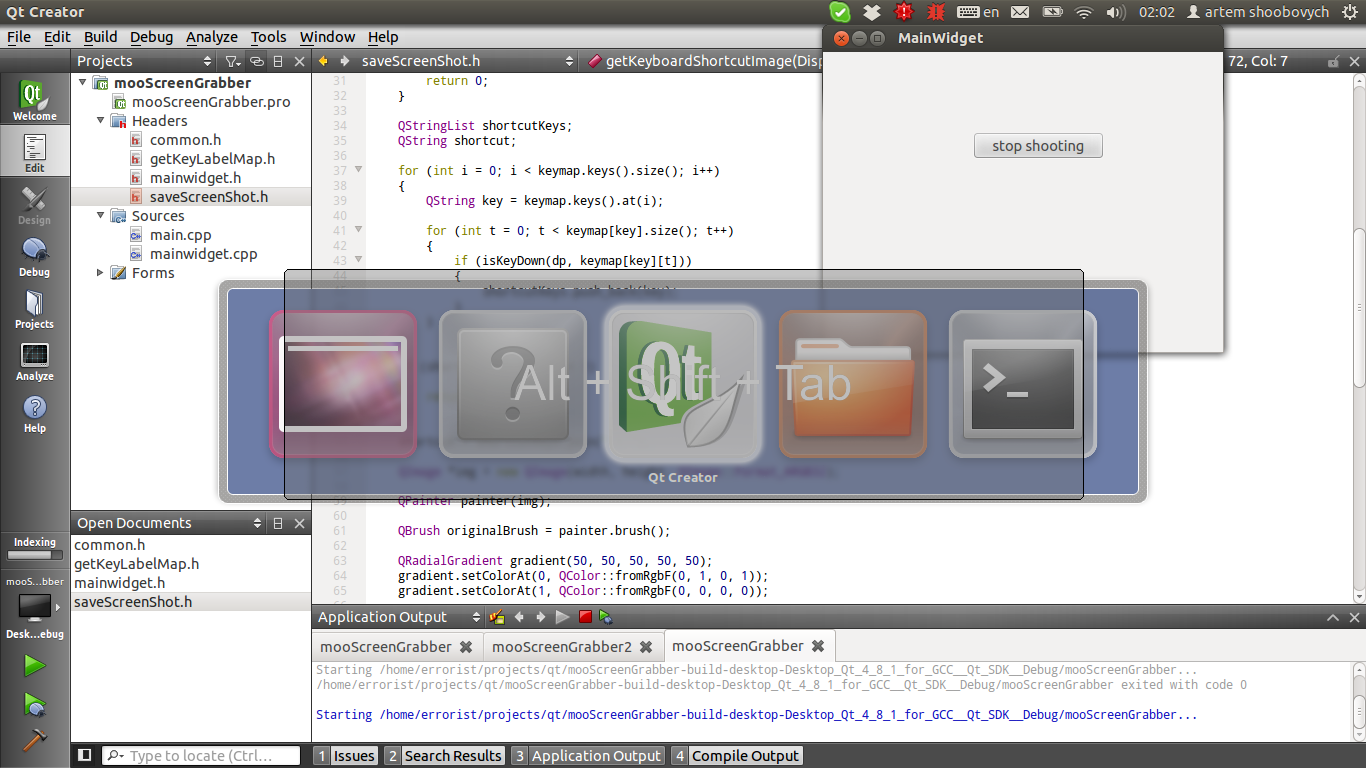 Qt Creator
en
02:02
artem shoobovych
File Edit Build Debug Analyze Tools Window Help
MainWidget
stop shooting
Projects
saveScreenShot.h
getKeyboardShortcutImage(Disp
72, Col: 7
Qt
Welcome
Edit
Design
Debug
Projects
Analyze
Help
mooScreenGrabber
mooScreenGrabber.pro
Headers
common.h
getKeyLabelMap.h
mainwidget.h
saveScreenShot.h
Sources
main.cpp
mainwidget.cpp
Forms
31 return 0;
32 }
33
34 QStringList shortcutKeys;
35 QString shortcut;
36
37 for (int i = 0; i < keymap.keys().size(); i++)
38 {
39 QString key = keymap.keys().at(i);
40
41 for (int t = 0; t < keymap[key].size(); t++)
42 {
43 if (isKeyDown(dp, keymap[key][t]))
44 {
Alt + Shift + Tab
?
Qt
>_
Qt Creator
59 QPainter painter(img);
60
61 QBrush originalBrush = painter.brush();
62
63 QRadialGradient gradient(50, 50, 50, 50, 50);
64 gradient.setColorAt(0, QColor::fromRgbF(0, 1, 0, 1));
65 gradient.setColorAt(1, QColor::fromRgbF(0, 0, 0, 0));
Open Documents
common.h
getKeyLabelMap.h
mainwidget.h
saveScreenShot.h
Indexing
mooS...bber
Desk...ebug
Application Output
mooScreenGrabber
mooScreenGrabber2
mooScreenGrabber
Starting /home/errorist/projects/qt/mooScreenGrabber-build-desktop-Desktop_Qt_4_8_1_for_GCC__Qt_SDK__Debug/mooScreenGrabber...
/home/errorist/projects/qt/mooScreenGrabber-build-desktop-Desktop_Qt_4_8_1_for_GCC__Qt_SDK__Debug/mooScreenGrabber exited with code 0
Starting /home/errorist/projects/qt/mooScreenGrabber-build-desktop-Desktop_Qt_4_8_1_for_GCC__Qt_SDK__Debug/mooScreenGrabber...
Type to locate (Ctrl...
1 Issues
2 Search Results
3 Application Output
4 Compile Output